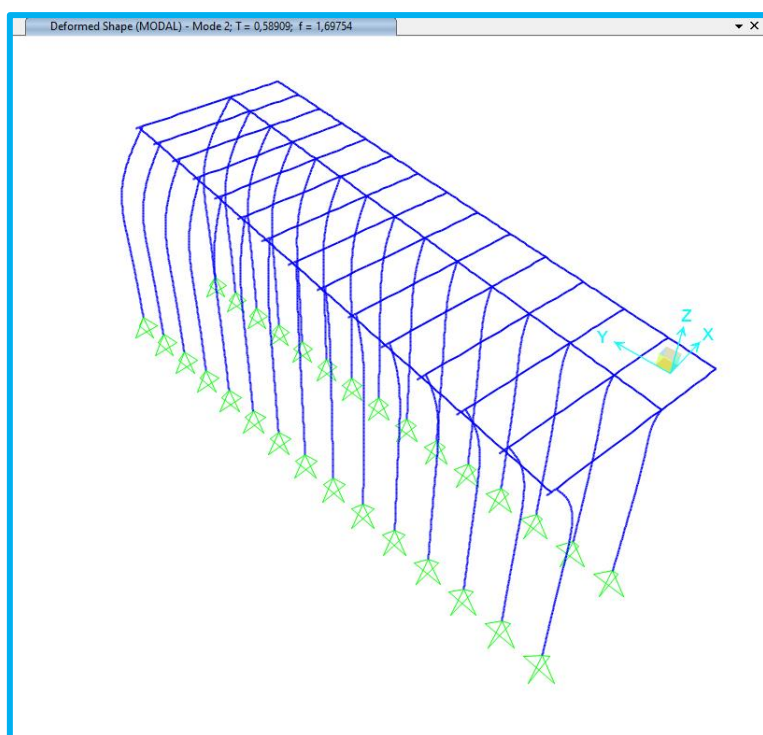 Deformed Shape (MODAL) - Mode 2; T = 0,58909; f = 1,69754
Z
Y
X